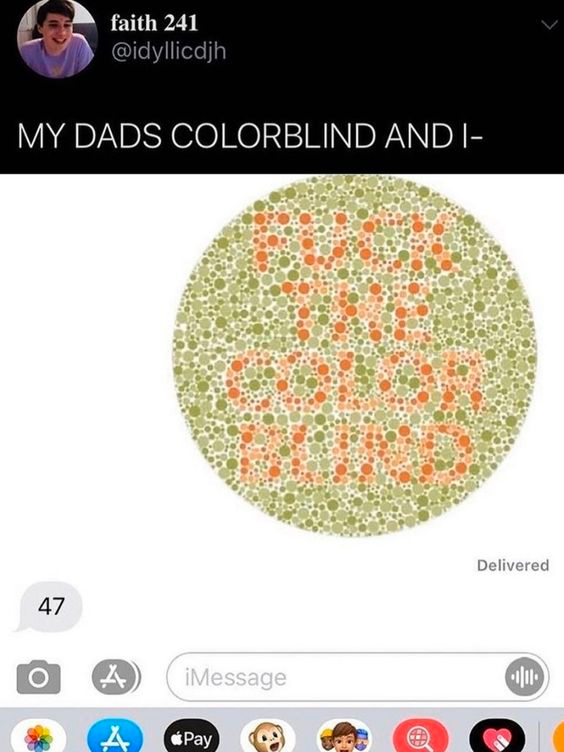 faith 241
@idyllicdjh
MY DADS COLORBLIND AND I-
FUCK
THE
COLOR
BLIND
Delivered
47
iMessage
Pay